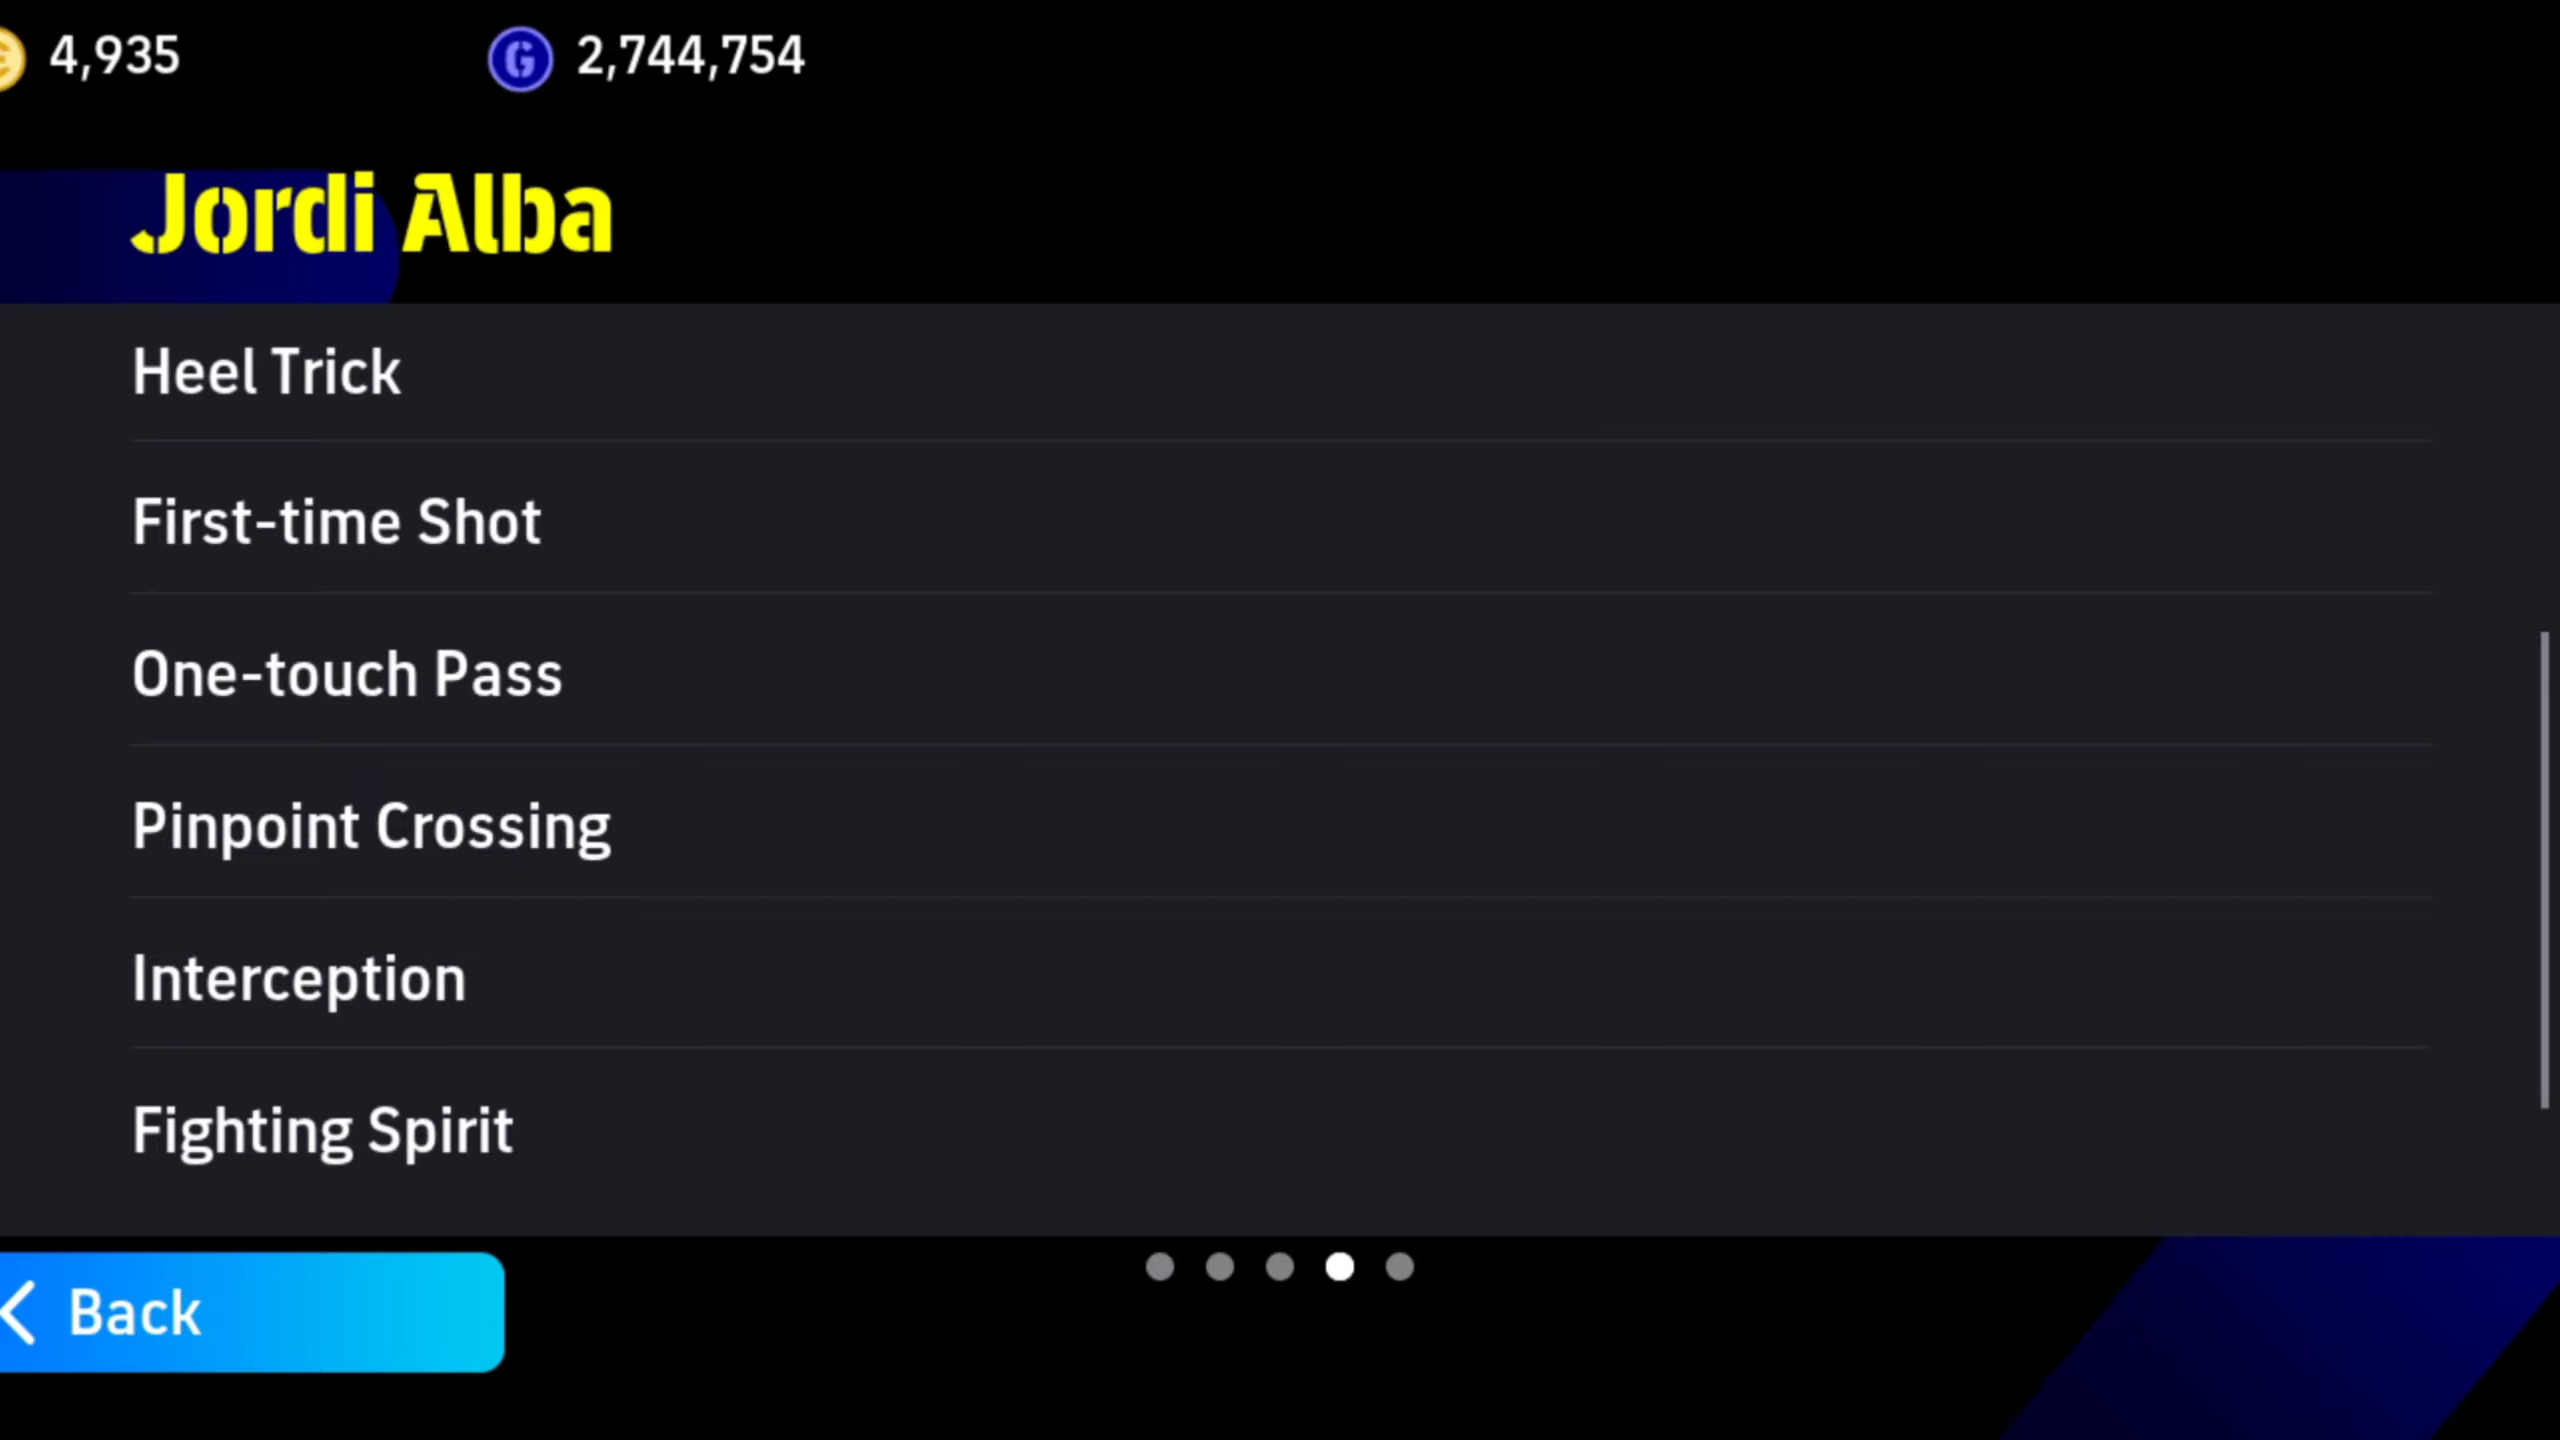 4,935
G 2,744,754
Jordi Alba
Heel Trick
First-time Shot
One-touch Pass
Pinpoint Crossing
Interception
Fighting Spirit
Back